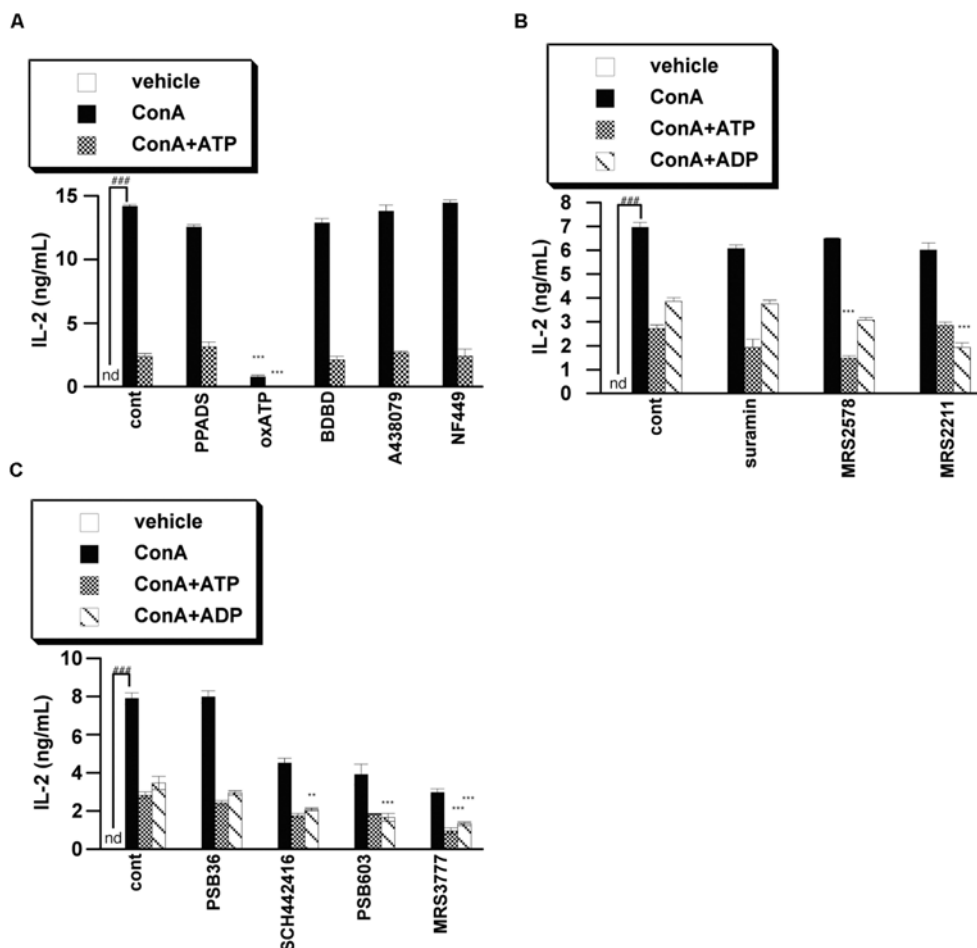 A
vehicle
ConA
ConA+ATP
###
15
10
5
0
IL-2 (ng/mL)
nd
***
***
cont
PPADS
oxATP
BDBD
A438079
NF449
B
vehicle
ConA
ConA+ATP
ConA+ADP
###
8
7
6
5
4
3
2
1
0
IL-2 (ng/mL)
nd
***
***
cont
suramin
MRS2578
MRS2211
C
vehicle
ConA
ConA+ATP
ConA+ADP
###
10
8
6
4
2
0
IL-2 (ng/mL)
nd
**
***
***
***
cont
PSB36
SCH442416
PSB603
MRS3777